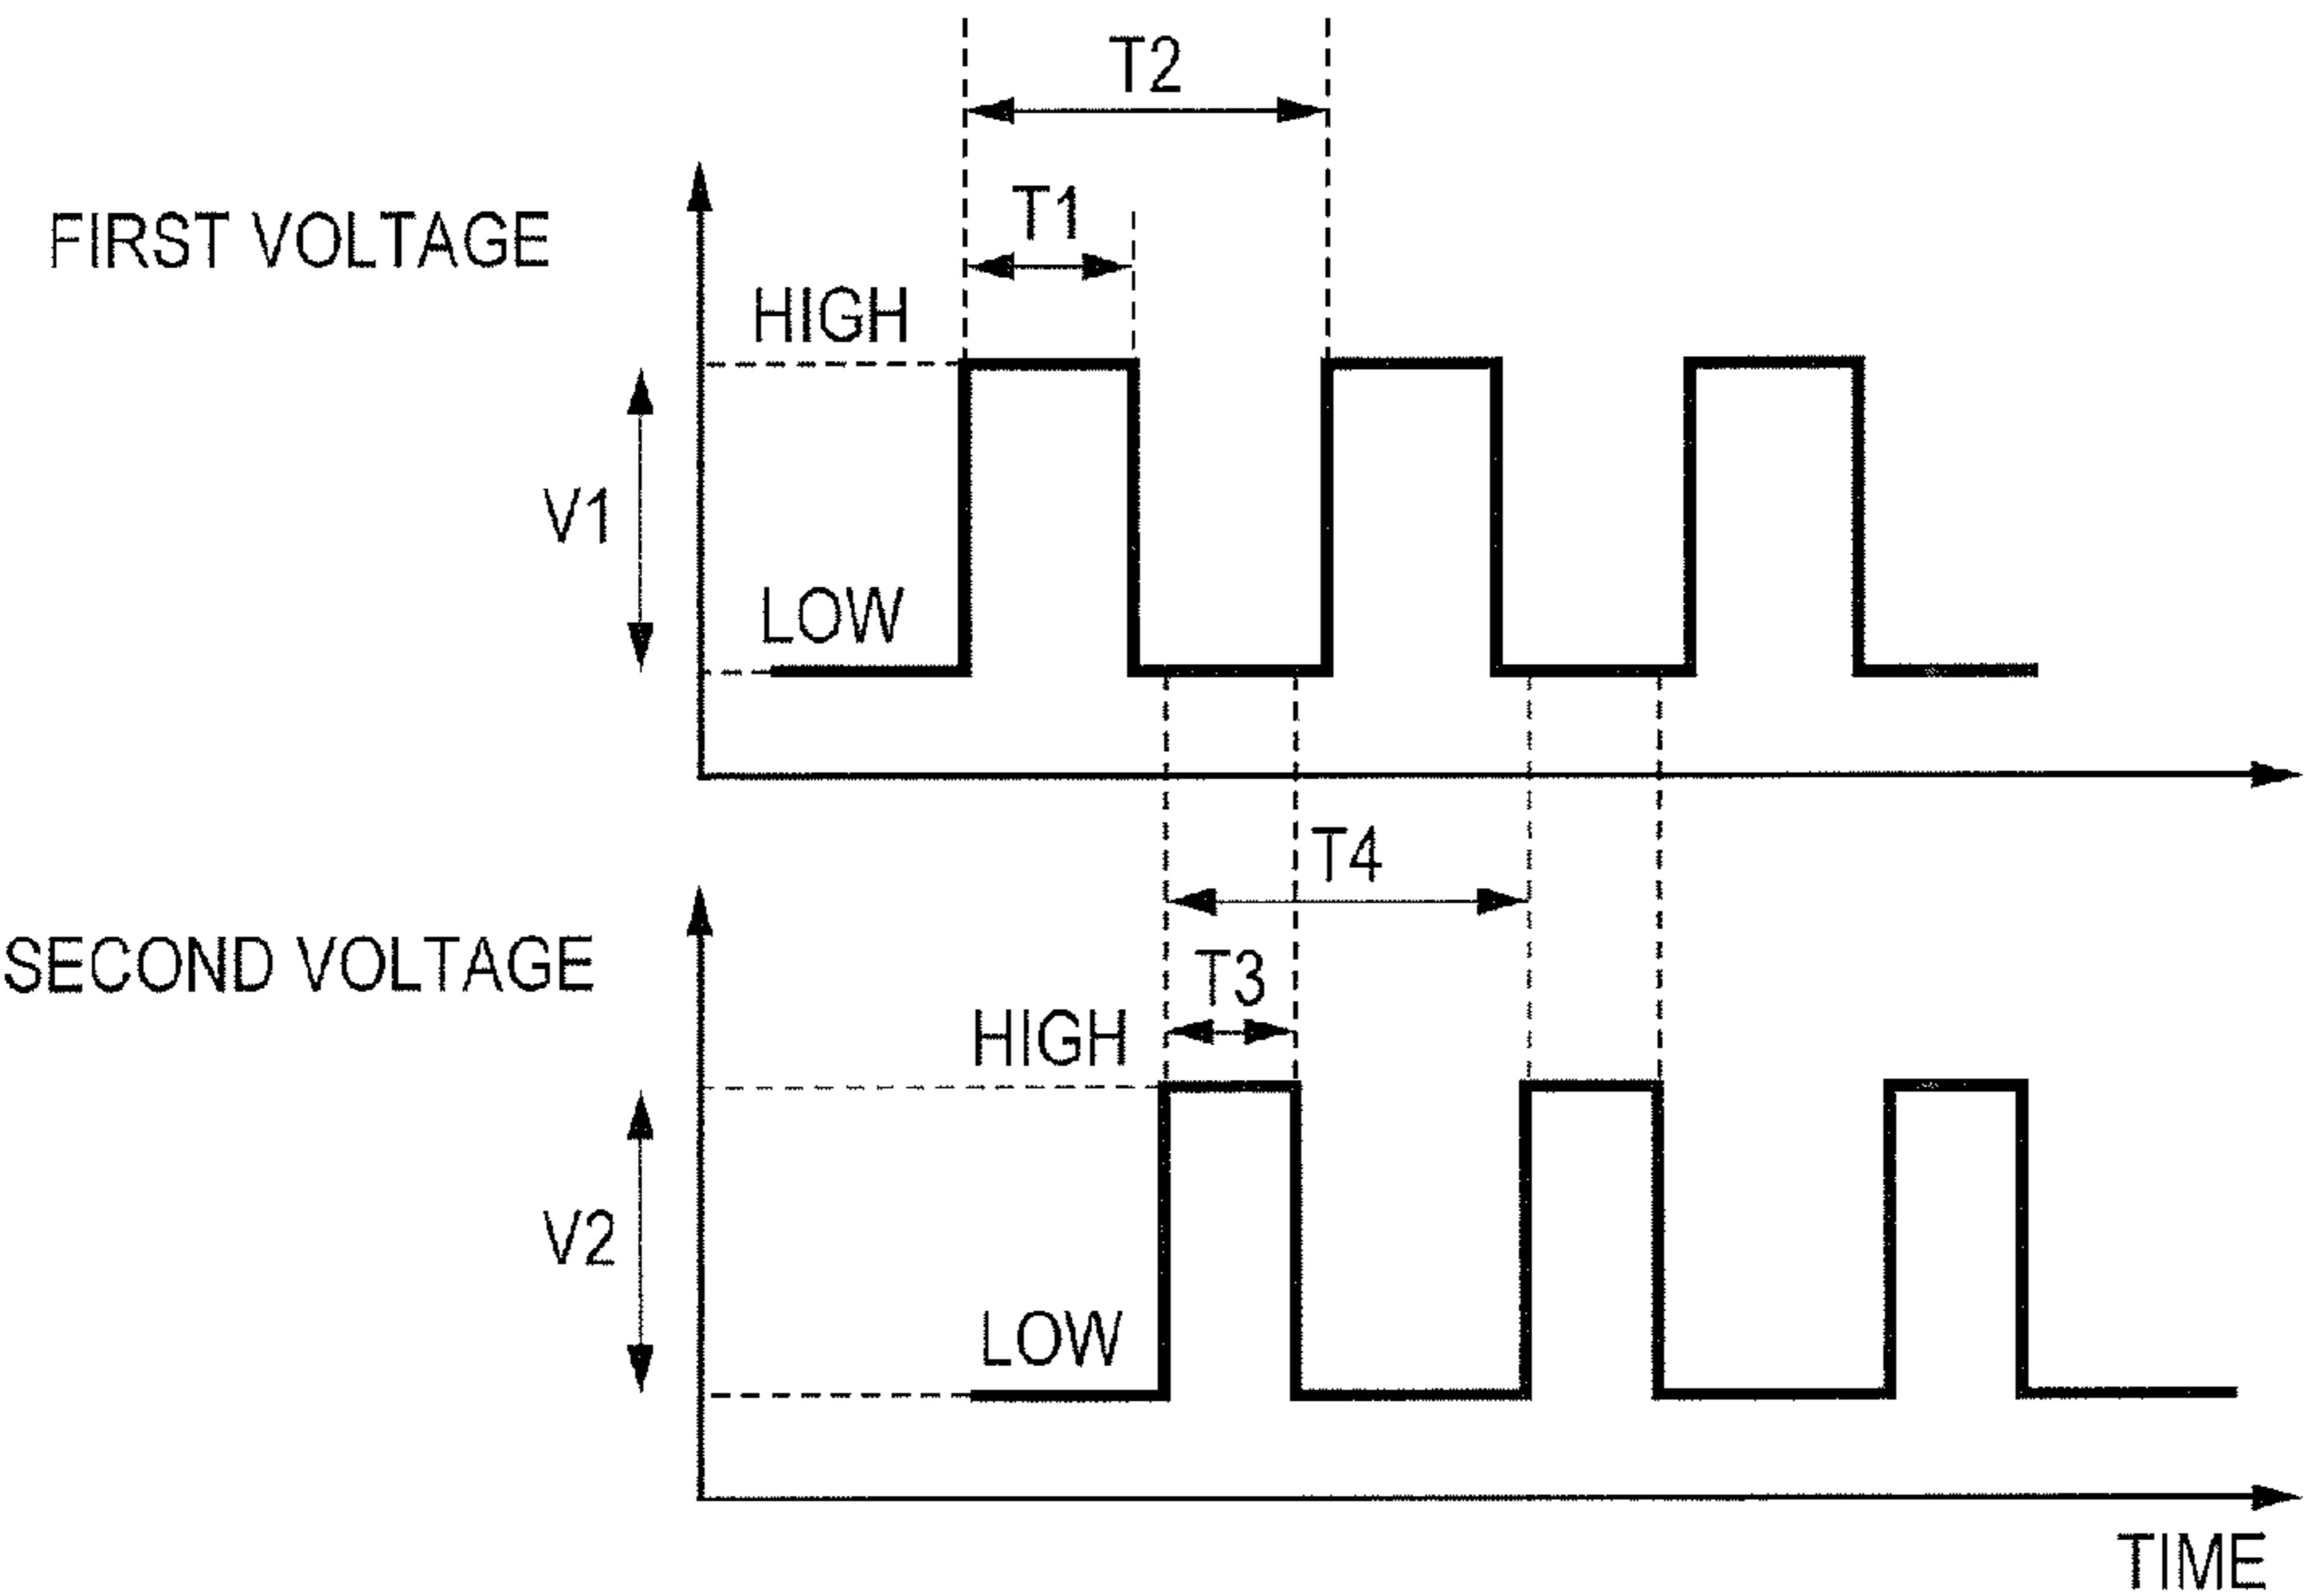 T2
T1
FIRST VOLTAGE
HIGH
V1
LOW
T4
T3
SECOND VOLTAGE
HIGH
V2
LOW
TIME